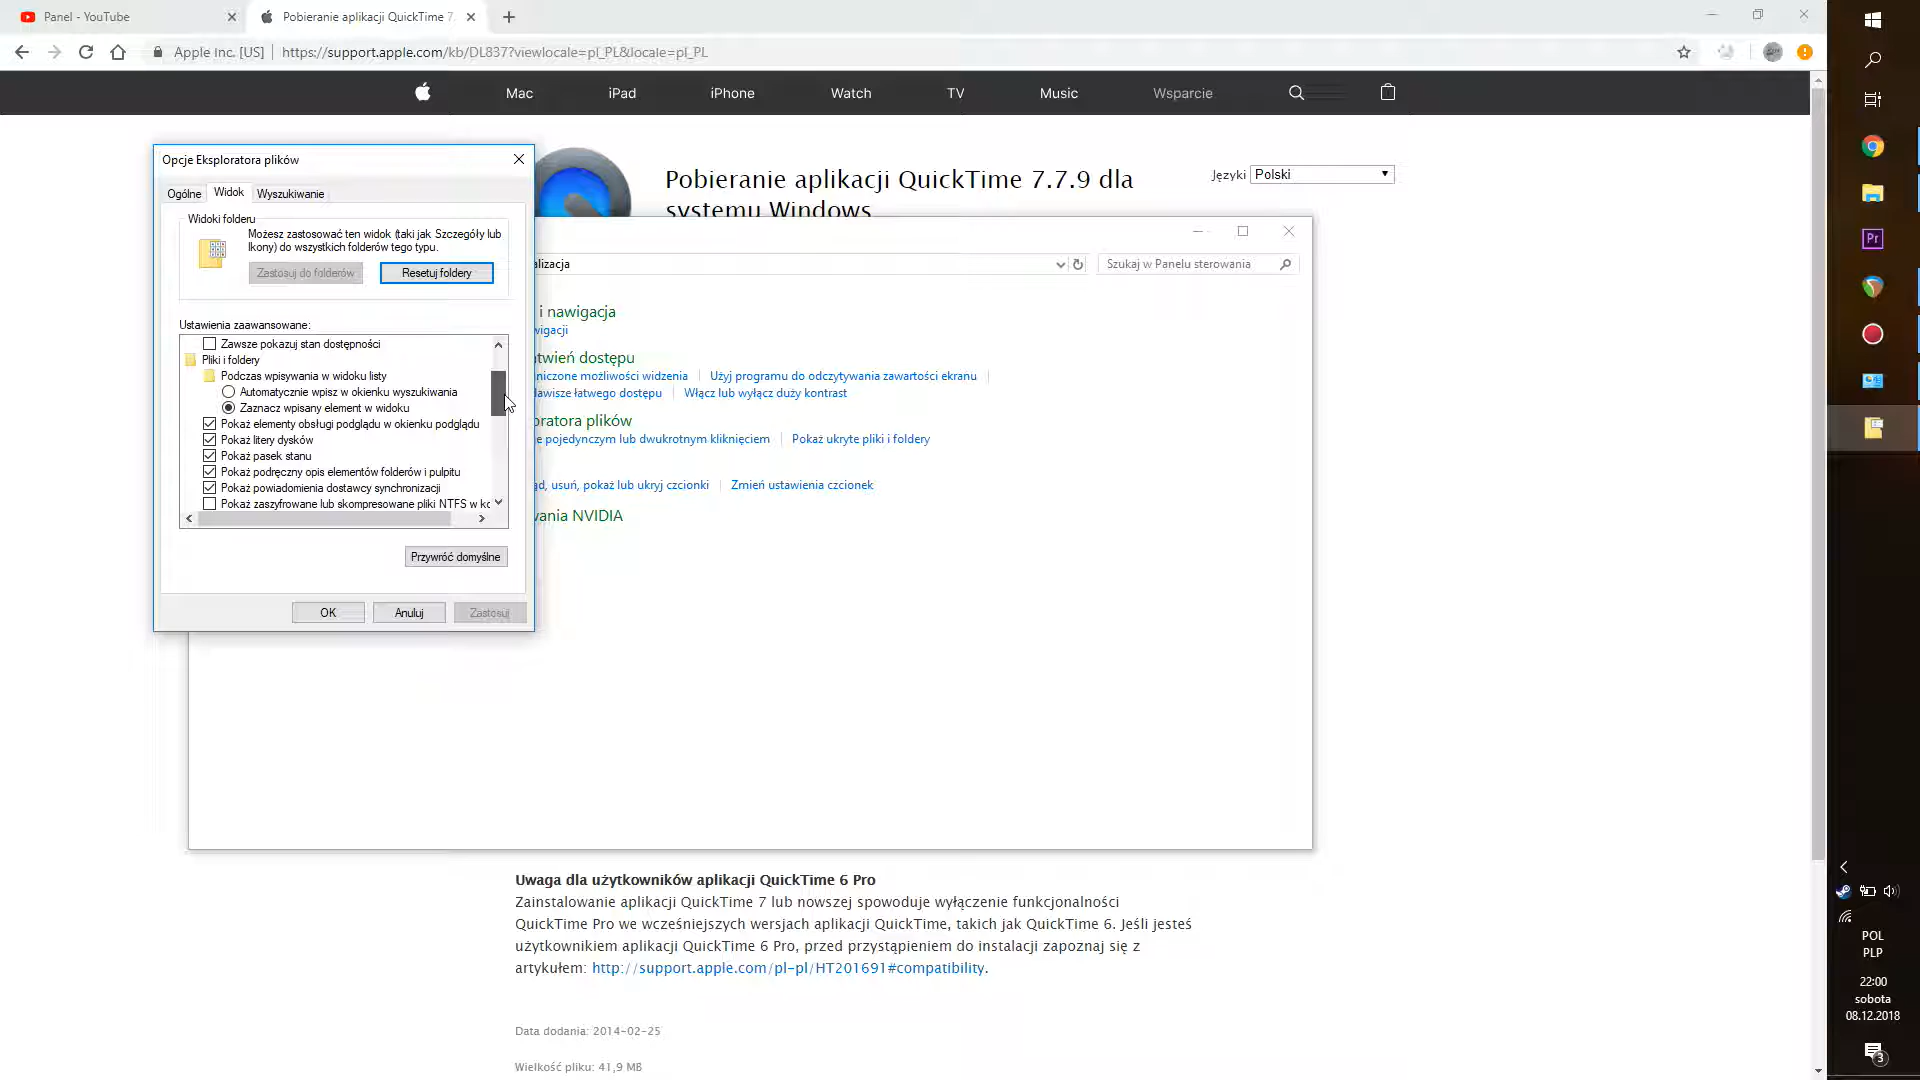 Panel - YouTube
Pobieranie aplikacji QuickTime 7.
Apple Inc. [US]
https://support.apple.com/kb/DL837?viewlocale=pl_PL&locale=pl_PL
Mac
iPad
iPhone
Watch
TV
Music
Wsparcie
Opcje Eksploratora plików
Ogólne
Widok
Wyszukiwanie
Widoki folderu
Możesz zastosować ten widok (taki jak Szczegóły lub
Ikony) do wszystkich folderów tego typu.
Zastosuj do folderów
Resetuj foldery
Ustawienia zaawansowane:
Zawsze pokazuj stan dostępności
Pliki i foldery
Podczas wpisywania w widoku listy
Automatycznie wpisz w okienku wyszukiwania
Zaznacz wpisany element w widoku
Pokaż elementy obsługi podglądu w okienku podglądu
Pokaż litery dysków
Pokaż pasek stanu
Pokaż podręczny opis elementów folderów i pulpitu
Pokaż powiadomienia dostawcy synchronizacji
Pokaż zaszyfrowane lub skompresowane pliki NTFS w kc
Przywróć domyślne
OK
Anuluj
Zastosuj
Pobieranie aplikacji QuickTime 7.7.9 dla
systemu Windows
Języki
Polski
alizacja
Szukaj w Panelu sterowania
i nawigacja
wigacji
twień dostępu
niczone możliwości widzenia
Użyj programu do odczytywania zawartości ekranu
lawisze łatwego dostępu
Włącz lub wyłącz duży kontrast
oratora plików
e pojedynczym lub dwukrotnym kliknięciem
Pokaż ukryte pliki i foldery
ąd, usuń, pokaż lub ukryj czcionki
Zmień ustawienia czcionek
wania NVIDIA
Uwaga dla użytkowników aplikacji QuickTime 6 Pro
Zainstalowanie aplikacji QuickTime 7 lub nowszej spowoduje wyłączenie funkcjonalności
QuickTime Pro we wcześniejszych wersjach aplikacji QuickTime, takich jak QuickTime 6. Jeśli jesteś
użytkownikiem aplikacji QuickTime 6 Pro, przed przystąpieniem do instalacji zapoznaj się z
artykułem: http://support.apple.com/pl-pl/HT201691#compatibility.
Data dodania: 2014-02-25
Wielkość pliku: 41,9 MB
Pr
POL
PLP
22:00
sobota
08.12.2018
3